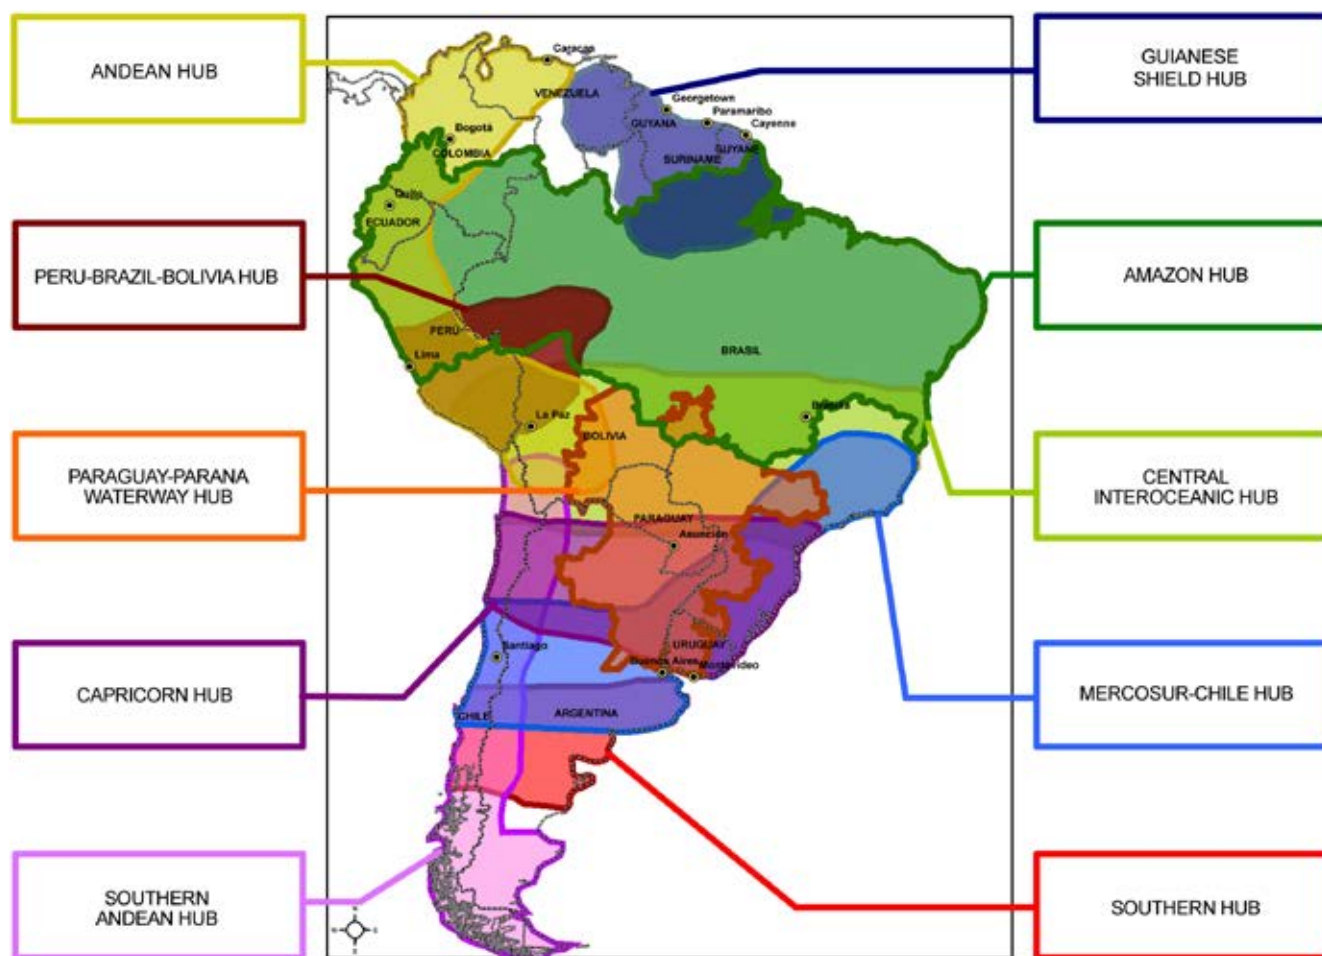 ANDEAN HUB
PERU-BRAZIL-BOLIVIA HUB
PARAGUAY-PARANA
WATERWAY HUB
CAPRICORN HUB
SOUTHERN
ANDEAN HUB
Caracas
VENEZUELA
Georgetown
Paramaribo
GUYANA
Cayenne
Bogotá
COLOMBIA
GUYANE
SURINAME
Quito
ECUADOR
PERÚ
BRASIL
Lima
Brasilia
La Paz
BOLIVIA
PARAGUAY
Asunción
URUGUAY
Santiago
Buenos Aires
Montevideo
CHILE
ARGENTINA
GUIANESE
SHIELD HUB
AMAZON HUB
CENTRAL
INTEROCEANIC HUB
MERCOSUR-CHILE HUB
SOUTHERN HUB